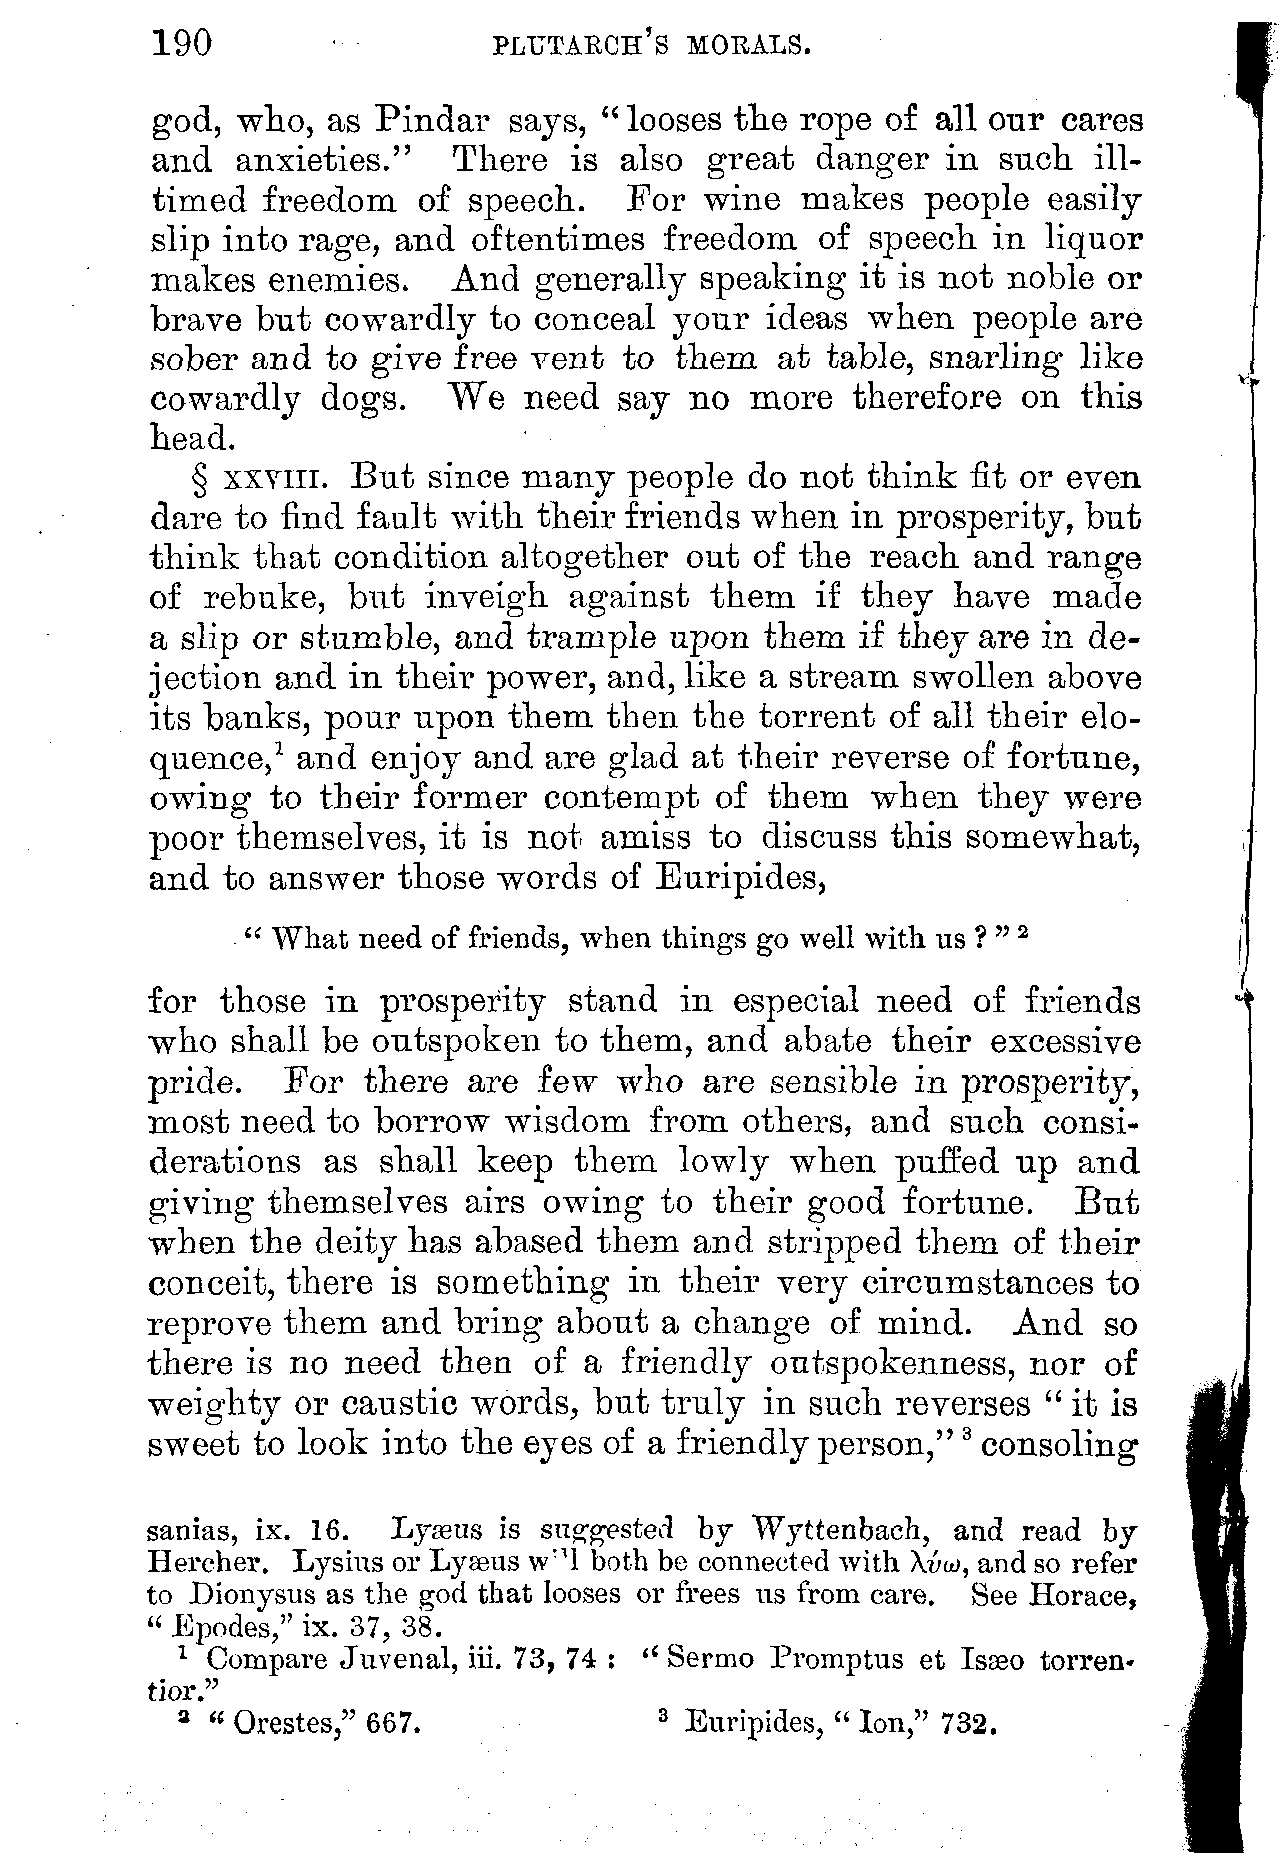 190 PLUTARCH'S MORALS.
god, who, as Pindar says, “looses the rope of all our cares
and anxieties.” There is also great danger in such ill-
timed freedom of speech. For wine makes people easily
slip into rage, and oftentimes freedom of speech in liquor
makes enemies. And generally speaking it is not noble or
brave but cowardly to conceal your ideas when people are
sober and to give free vent to them at table, snarling like
cowardly dogs. We need say no more therefore on this
head.
§ XXVIII. But since many people do not think fit or even
dare to find fault with their friends when in prosperity, but
think that condition altogether out of the reach and range
of rebuke, but inveigh against them if they have made
a slip or stumble, and trample upon them if they are in de-
jection and in their power, and, like a stream swollen above
its banks, pour upon them then the torrent of all their elo-
quence,¹ and enjoy and are glad at their reverse of fortune,
owing to their former contempt of them when they were
poor themselves, it is not amiss to discuss this somewhat,
and to answer those words of Euripides,
“What need of friends, when things go well with us?”²
for those in prosperity stand in especial need of friends
who shall be outspoken to them, and abate their excessive
pride. For there are few who are sensible in prosperity,
most need to borrow wisdom from others, and such consi-
derations as shall keep them lowly when puffed up and
giving themselves airs owing to their good fortune. But
when the deity has abased them and stripped them of their
conceit, there is something in their very circumstances to
reprove them and bring about a change of mind. And so
there is no need then of a friendly outspokenness, nor of
weighty or caustic words, but truly in such reverses “it is
sweet to look into the eyes of a friendly person,”³ consoling
sanias, ix. 16. Lyæus is suggested by Wyttenbach, and read by
Hercher. Lysius or Lyæus will both be connected with λύω, and so refer
to Dionysus as the god that looses or frees us from care. See Horace,
“Epodes,” ix. 37, 38.
¹ Compare Juvenal, iii. 73, 74: “Sermo Promptus et Isæo torren-
tior.”
² “Orestes,” 667. ³ Euripides, “Ion,” 732.